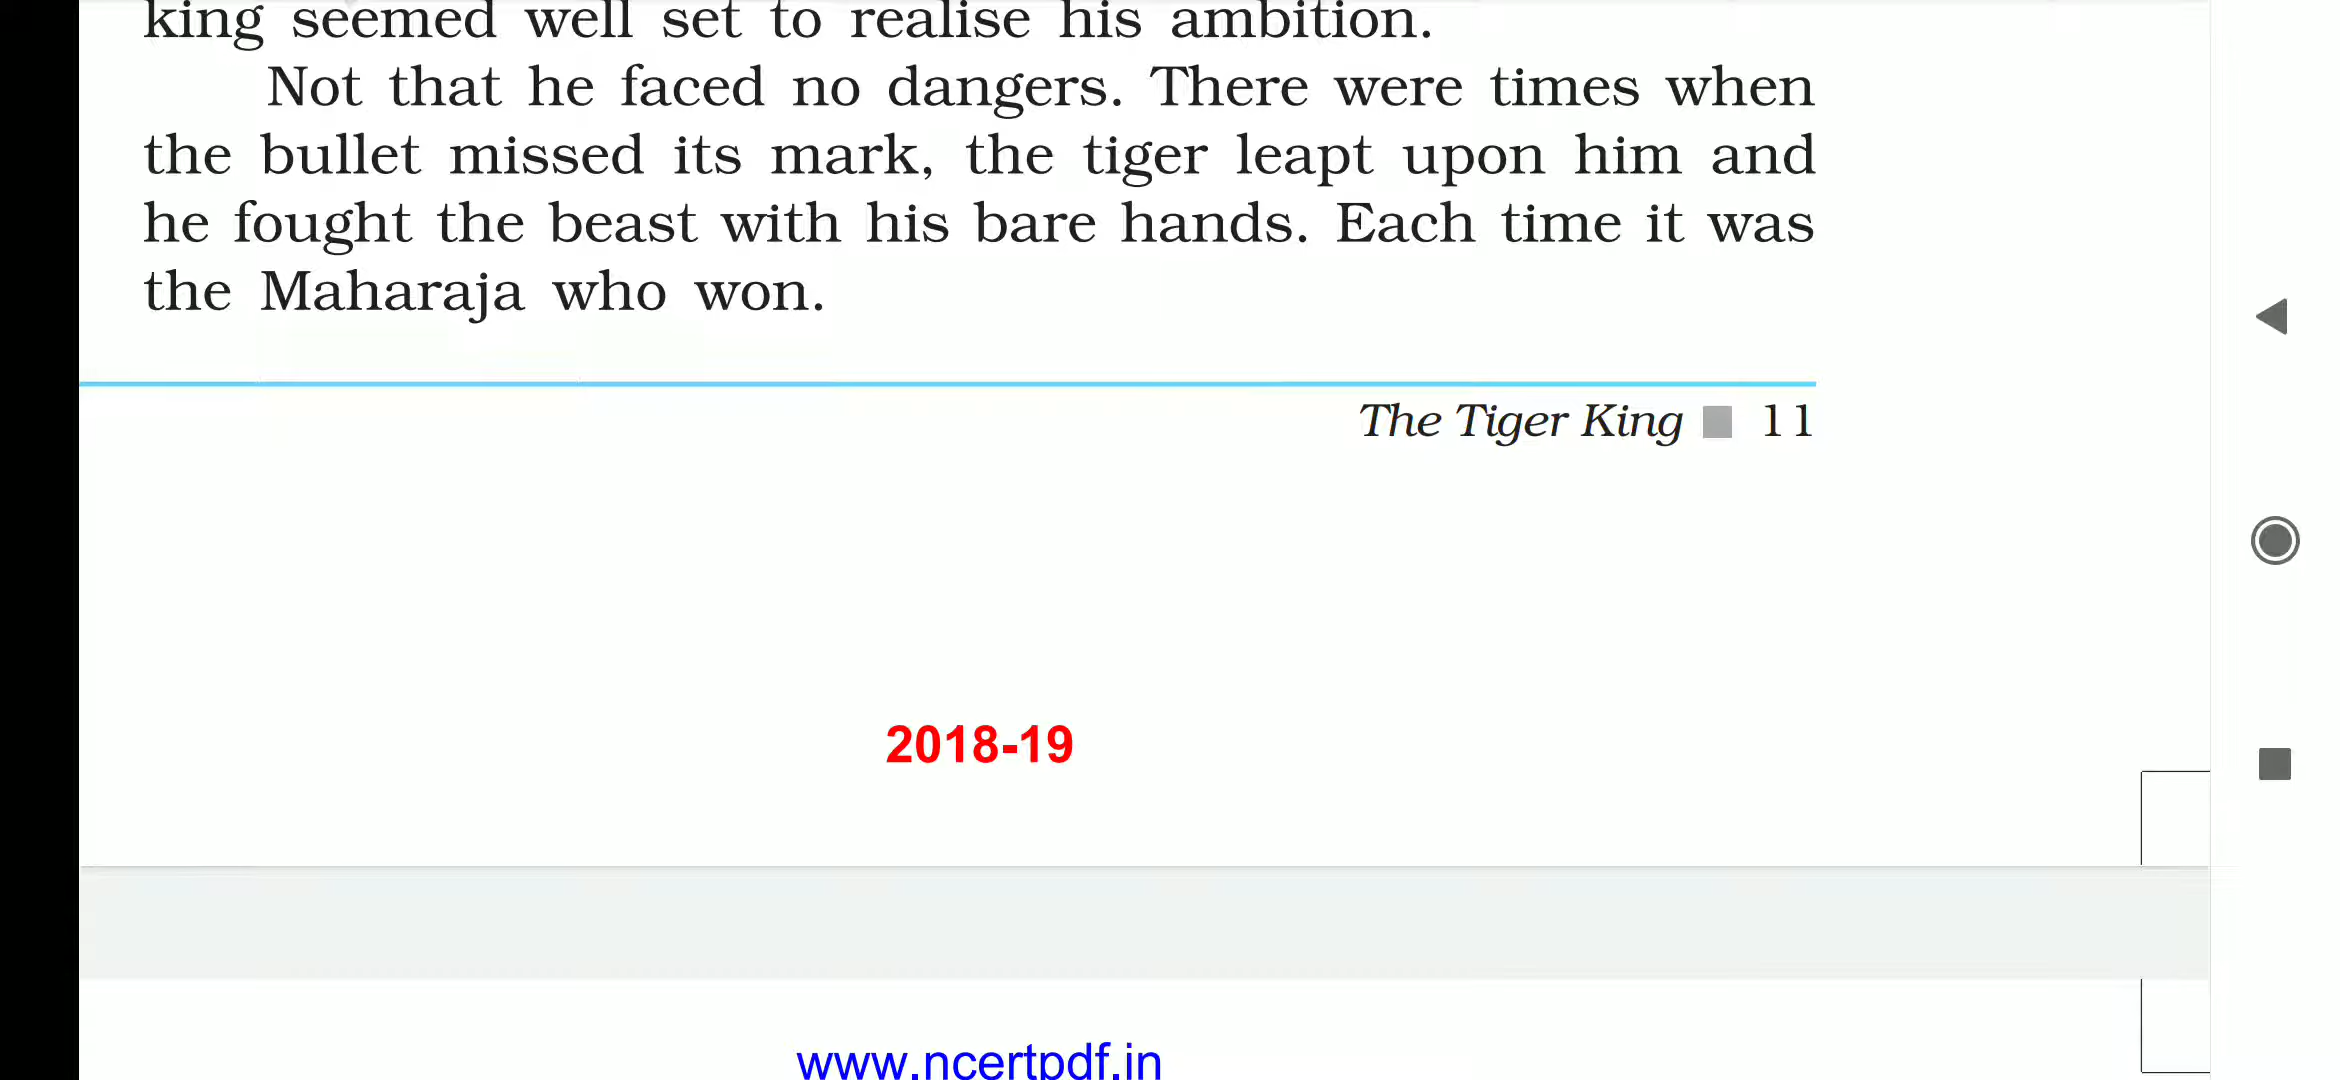 king seemed well set to realise his ambition.
Not that he faced no dangers. There were times when
the bullet missed its mark, the tiger leapt upon him and
he fought the beast with his bare hands. Each time it was
the Maharaja who won.
The Tiger King 11
2018-19
www.ncertpdf.in